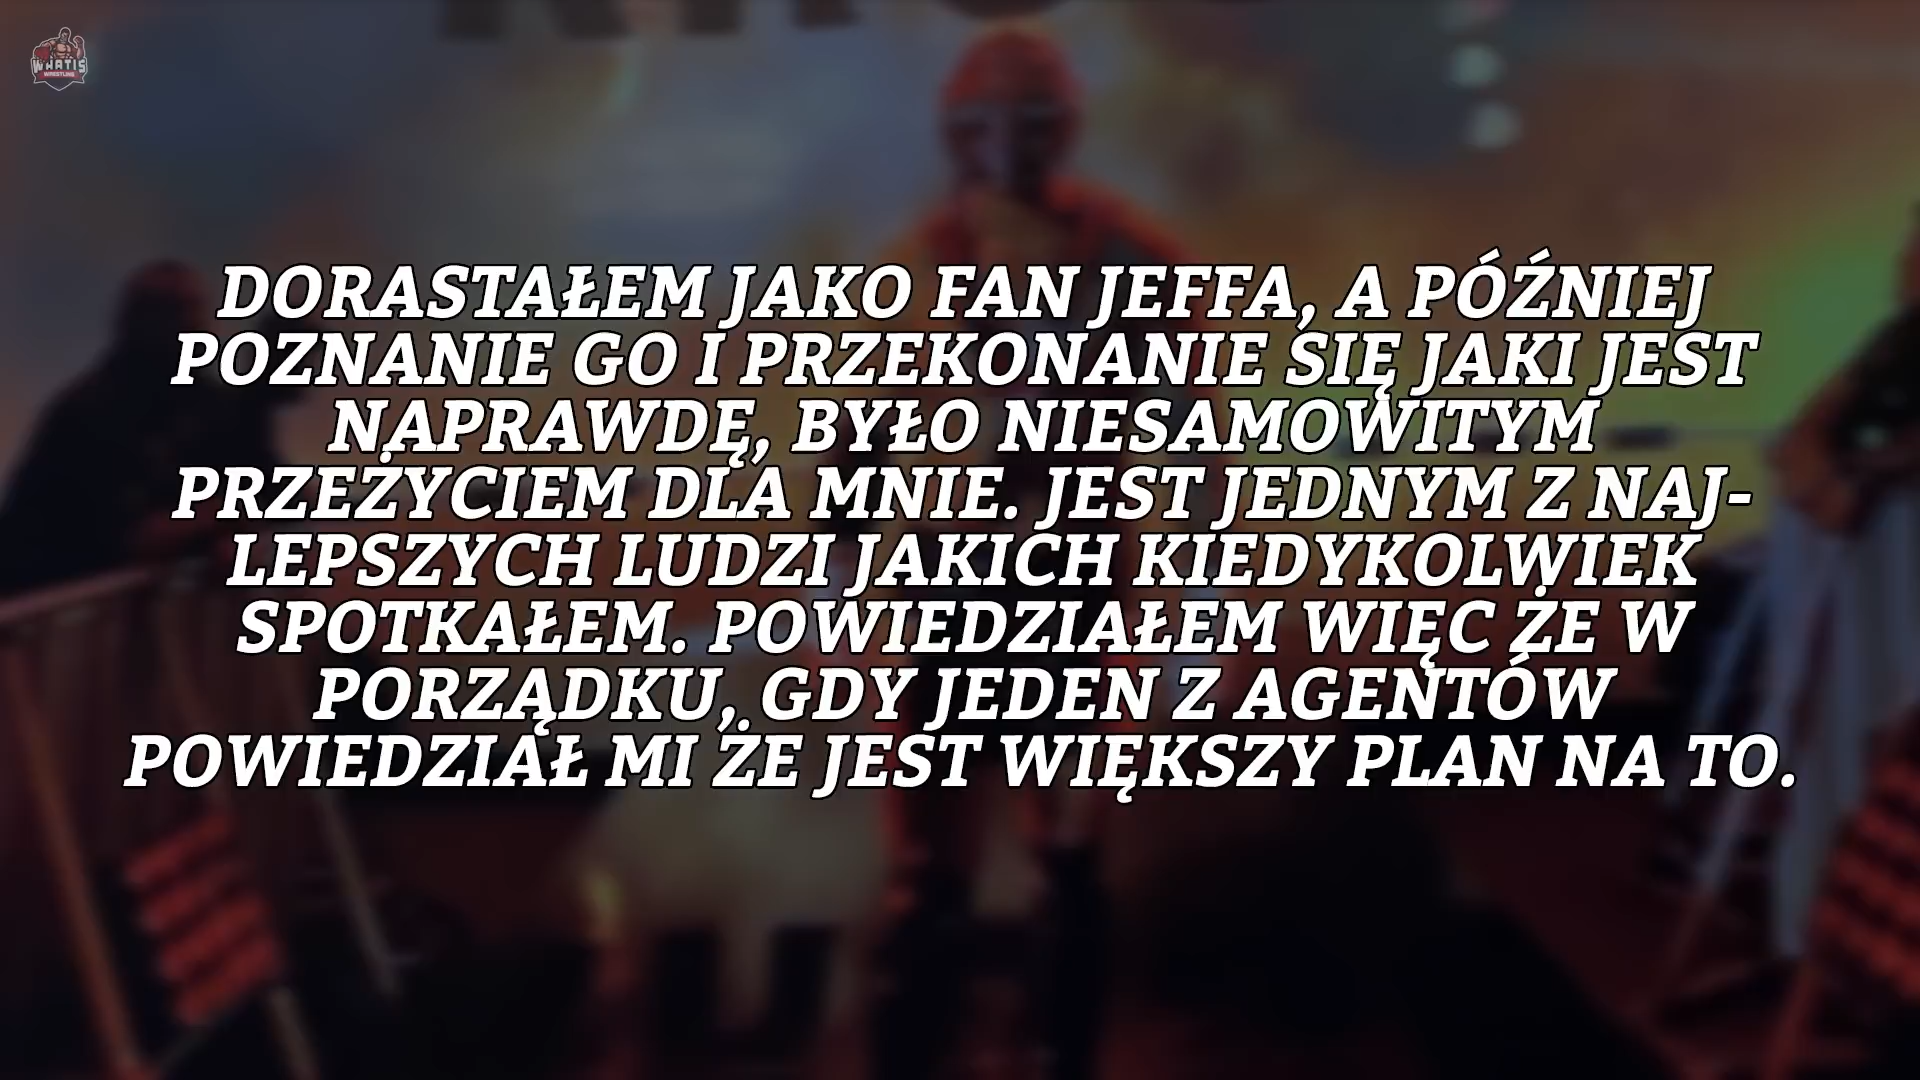 WHATIS
WRESTLING
DORASTAŁEM JAKO FAN JEFFA, A PÓŹNIEJ
POZNANIE GO I PRZEKONANIE SIĘ JAKI JEST
NAPRAWDĘ, BYŁO NIESAMOWITYM
PRZEŻYCIEM DLA MNIE. JEST JEDNYM Z NAJ-
LEPSZYCH LUDZI JAKICH KIEDYKOLWIEK
SPOTKAŁEM. POWIEDZIAŁEM WIĘC ŻE W
PORZĄDKU, GDY JEDEN Z AGENTÓW
POWIEDZIAŁ MI ŻE JEST WIĘKSZY PLAN NA TO.